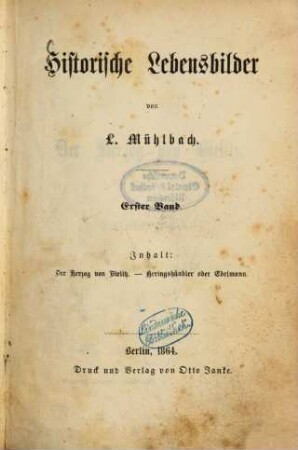 Historische Lebensbilder
von
L. Mühlbach.
Erster Band.
Inhalt:
Der Herzog von Bielitz. — Heringshändler oder Edelmann.
Berlin, 1864.
Druck und Verlag von Otto Janke.